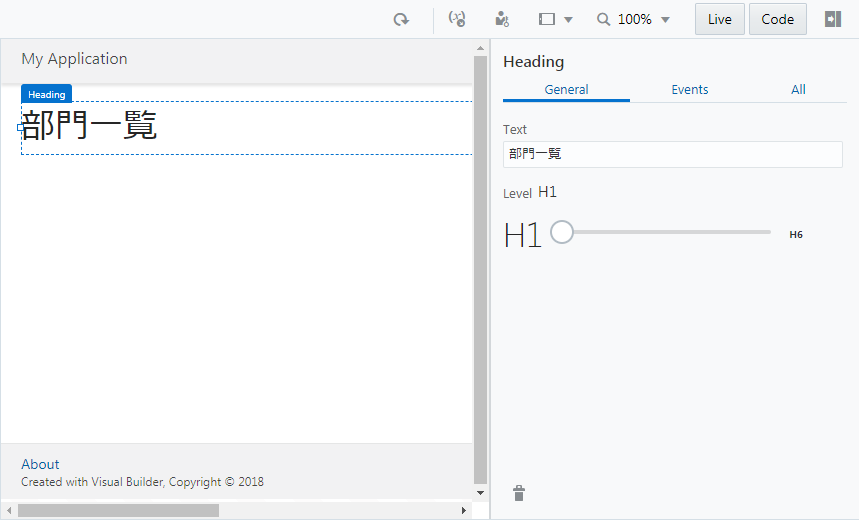 100%
Live
Code
My Application
Heading
部門一覧
About
Created with Visual Builder, Copyright © 2018
Heading
General
Events
All
Text
部門一覧
Level H1
H1
H6